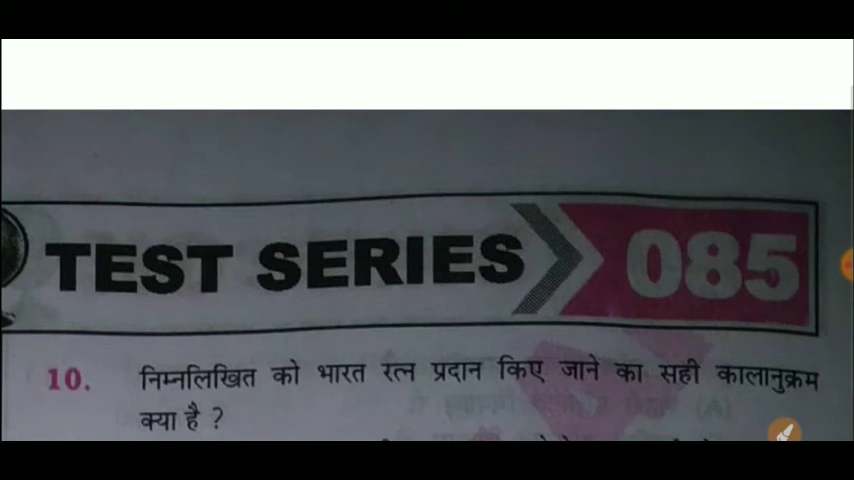 TEST SERIES 085
10. निम्नलिखित को भारत रत्न प्रदान किए जाने का सही कालानुक्रम
क्या है ?